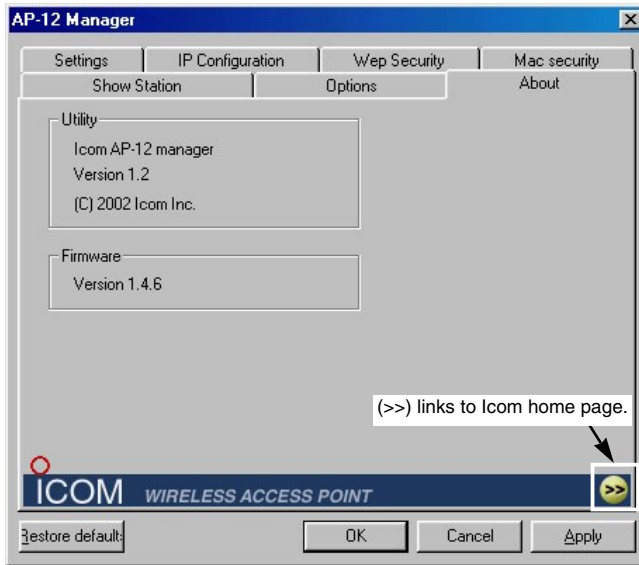 AP-12 Manager
Settings IP Configuration Wep Security Mac security
Show Station Options About
Utility
Icom AP-12 manager
Version 1.2
(C) 2002 Icom Inc.
Firmware
Version 1.4.6
(>>) links to Icom home page.
ICOM WIRELESS ACCESS POINT >>
Restore default: OK Cancel Apply